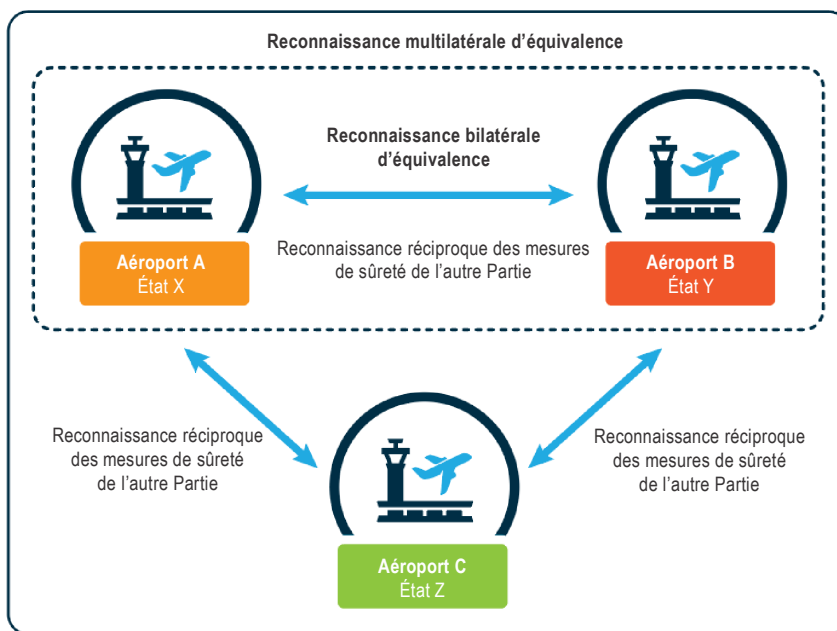 Reconnaissance multilatérale d’équivalence
Reconnaissance bilatérale
d’équivalence
Reconnaissance réciproque des mesures
de sûreté de l’autre Partie
Aéroport A
État X
Aéroport B
État Y
Reconnaissance réciproque
des mesures de sûreté
de l’autre Partie
Reconnaissance réciproque
des mesures de sûreté
de l’autre Partie
Aéroport C
État Z